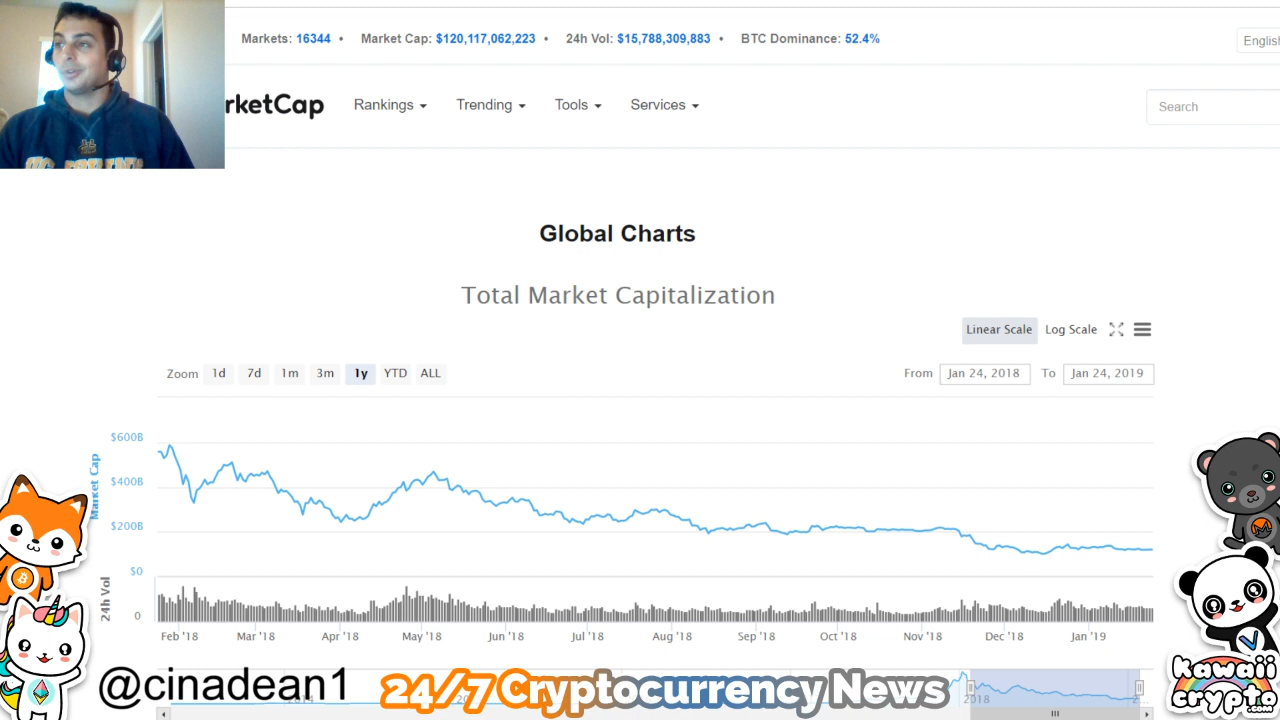 Markets: 16344 • Market Cap: $120,117,062,223 • 24h Vol: $15,788,309,883 • BTC Dominance: 52.4%
English
rketCap Rankings Trending Tools Services
Search
Global Charts
Total Market Capitalization
Linear Scale Log Scale
Zoom 1d 7d 1m 3m 1y YTD ALL From Jan 24, 2018 To Jan 24, 2019
$600B
$400B
$200B
$0
Market Cap
24h Vol
0
Feb '18 Mar '18 Apr '18 May '18 Jun '18 Jul '18 Aug '18 Sep '18 Oct '18 Nov '18 Dec '18 Jan '19
2014
2018
@cinadean1
24/7 Cryptocurrency News
kawaii
crypto
.com